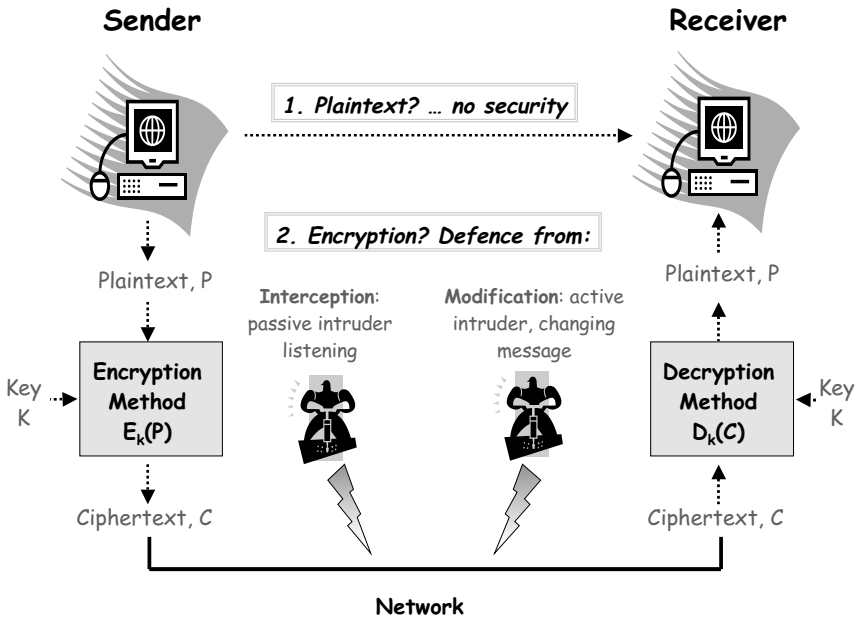 Sender
Receiver
1. Plaintext? … no security
2. Encryption? Defence from:
Plaintext, P
Interception:
passive intruder
listening
Modification: active
intruder, changing
message
Plaintext, P
Key
K
Encryption
Method
Ek(P)
Decryption
Method
Dk(C)
Key
K
Ciphertext, C
Ciphertext, C
Network